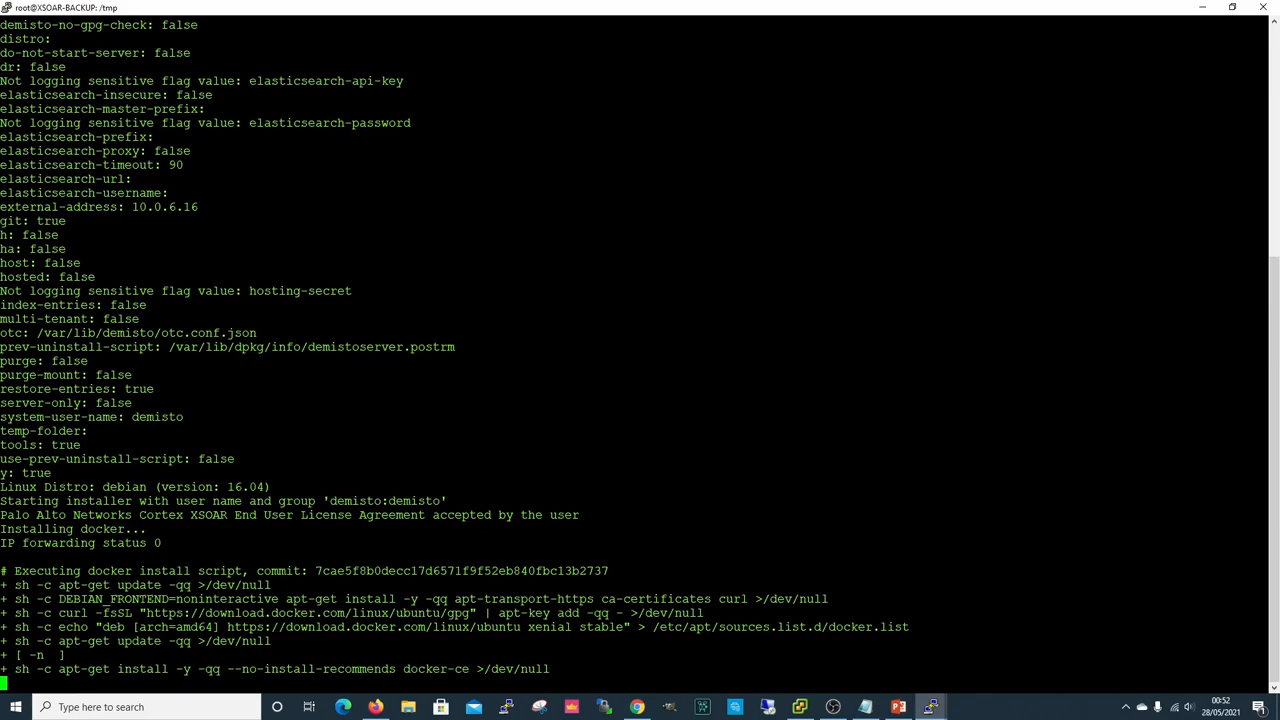 root@XSOAR-BACKUP: /tmp
demisto-no-gpg-check: false
distro:
do-not-start-server: false
dr: false
Not logging sensitive flag value: elasticsearch-api-key
elasticsearch-insecure: false
elasticsearch-master-prefix:
Not logging sensitive flag value: elasticsearch-password
elasticsearch-prefix:
elasticsearch-proxy: false
elasticsearch-timeout: 90
elasticsearch-url:
elasticsearch-username:
external-address: 10.0.6.16
git: true
h: false
ha: false
host: false
hosted: false
Not logging sensitive flag value: hosting-secret
index-entries: false
multi-tenant: false
otc: /var/lib/demisto/otc.conf.json
prev-uninstall-script: /var/lib/dpkg/info/demistoserver.postrm
purge: false
purge-mount: false
restore-entries: true
server-only: false
system-user-name: demisto
temp-folder:
tools: true
use-prev-uninstall-script: false
y: true
Linux Distro: debian (version: 16.04)
Starting installer with user name and group 'demisto:demisto'
Palo Alto Networks Cortex XSOAR End User License Agreement accepted by the user
Installing docker...
IP forwarding status 0
# Executing docker install script, commit: 7cae5f8b0decc17d6571f9f52eb840fbc13b2737
+ sh -c apt-get update -qq >/dev/null
+ sh -c DEBIAN_FRONTEND=noninteractive apt-get install -y -qq apt-transport-https ca-certificates curl >/dev/null
+ sh -c curl -fsSL "https://download.docker.com/linux/ubuntu/gpg" | apt-key add -qq - >/dev/null
+ sh -c echo "deb [arch=amd64] https://download.docker.com/linux/ubuntu xenial stable" > /etc/apt/sources.list.d/docker.list
+ sh -c apt-get update -qq >/dev/null
+ [ -n  ]
+ sh -c apt-get install -y -qq --no-install-recommends docker-ce >/dev/null
Type here to search
00:52
28/05/2021